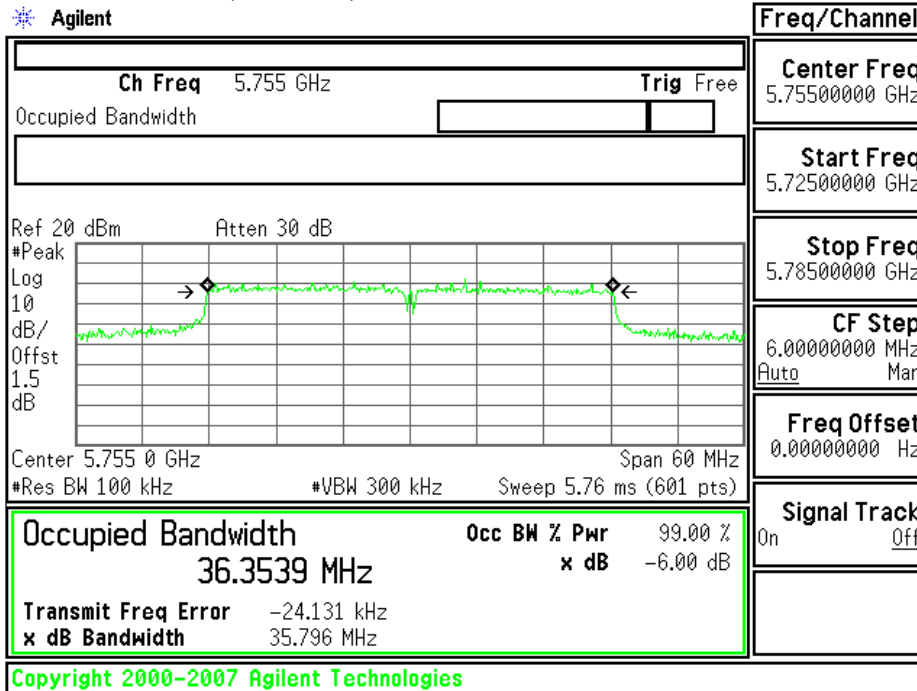 Agilent
Freq/Channel
Ch Freq 5.755 GHz Trig Free
Occupied Bandwidth
Center Freq
5.75500000 GHz
Start Freq
5.72500000 GHz
Stop Freq
5.78500000 GHz
CF Step
6.00000000 MHz
Auto Man
Freq Offset
0.00000000 Hz
Signal Track
On Off
Ref 20 dBm Atten 30 dB
#Peak
Log
10
dB/
Offst
1.5
dB
Center 5.755 0 GHz Span 60 MHz
#Res BW 100 kHz #VBW 300 kHz Sweep 5.76 ms (601 pts)
Occupied Bandwidth Occ BW % Pwr 99.00 %
36.3539 MHz x dB -6.00 dB
Transmit Freq Error -24.131 kHz
x dB Bandwidth 35.796 MHz
Copyright 2000-2007 Agilent Technologies